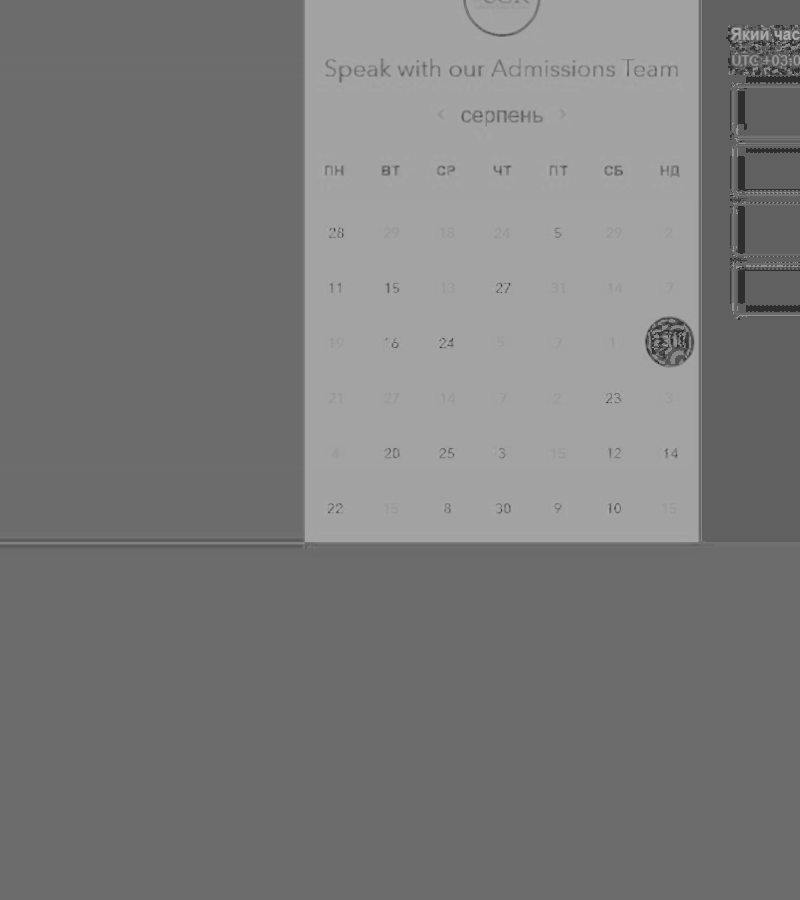 Speak with our Admissions Team
‹ серпень ›
ПН ВТ СР ЧТ ПТ СБ НД
28 29 18 24 5 29 2
11 15 13 27 31 14 7
19 16 24 5 7 1
21 27 14 7 2 23 3
4 20 25 3 15 12 14
22 15 8 30 9 10 15
Який час
UTC +03:0